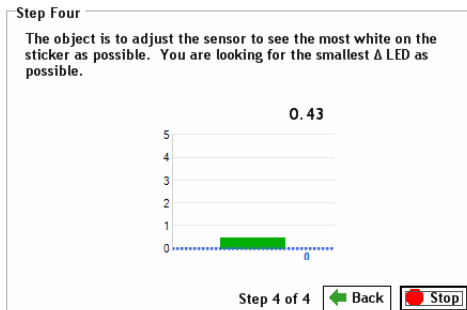 Step Four
The object is to adjust the sensor to see the most white on the
sticker as possible. You are looking for the smallest Δ LED as
possible.
0.43
5
4
3
2
1
0
0
Step 4 of 4 Back Stop